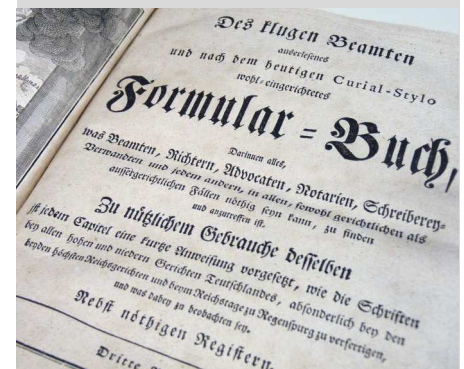 Des klugen Beamten
auserlesenes
und nach dem heutigen Curial-Stylo
wohl-eingerichtetes
Formular = Buch,
Darinnen alles,
was Beamten, Richtern, Advocaten, Notarien, Schreiberey-
Verwandten und jedem andern, in allen, sowohl gerichtlichen als
aussergerichtlichen Fällen nöthig seyn kann, zu finden
und anzutreffen ist.
Zu nützlichem Gebrauche desselben
ist jedem Capitel eine kurtze Anweisung vorgesetzt, wie die Schriften
bey allen hohen und niedern Gerichten Teutschlandes, absonderlich bey den
beyden höchsten Reichsgerichten und beym Reichstage zu Regenspurg zu verfertigen,
und was dabey zu beobachten sey.
Nebst nöthigen Registern.
Dritte